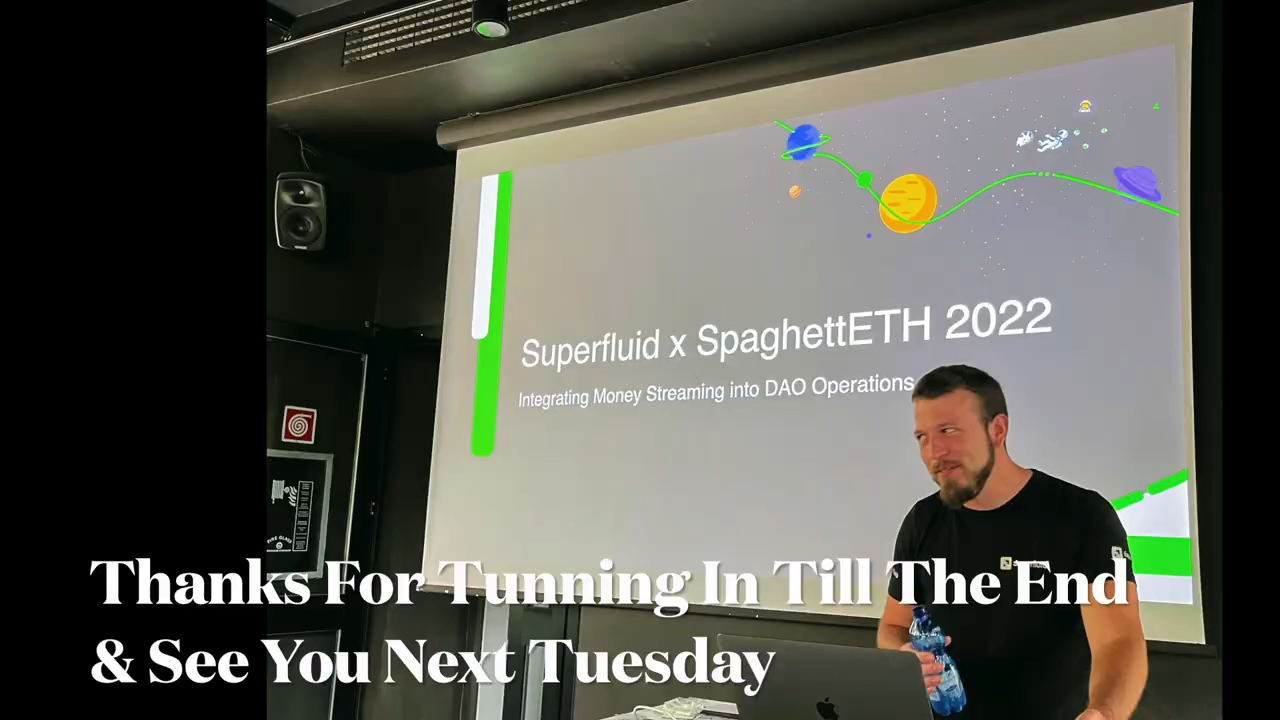 Superfluid x SpaghettETH 2022
Integrating Money Streaming into DAO Operations
Thanks For Tunning In Till The End
& See You Next Tuesday